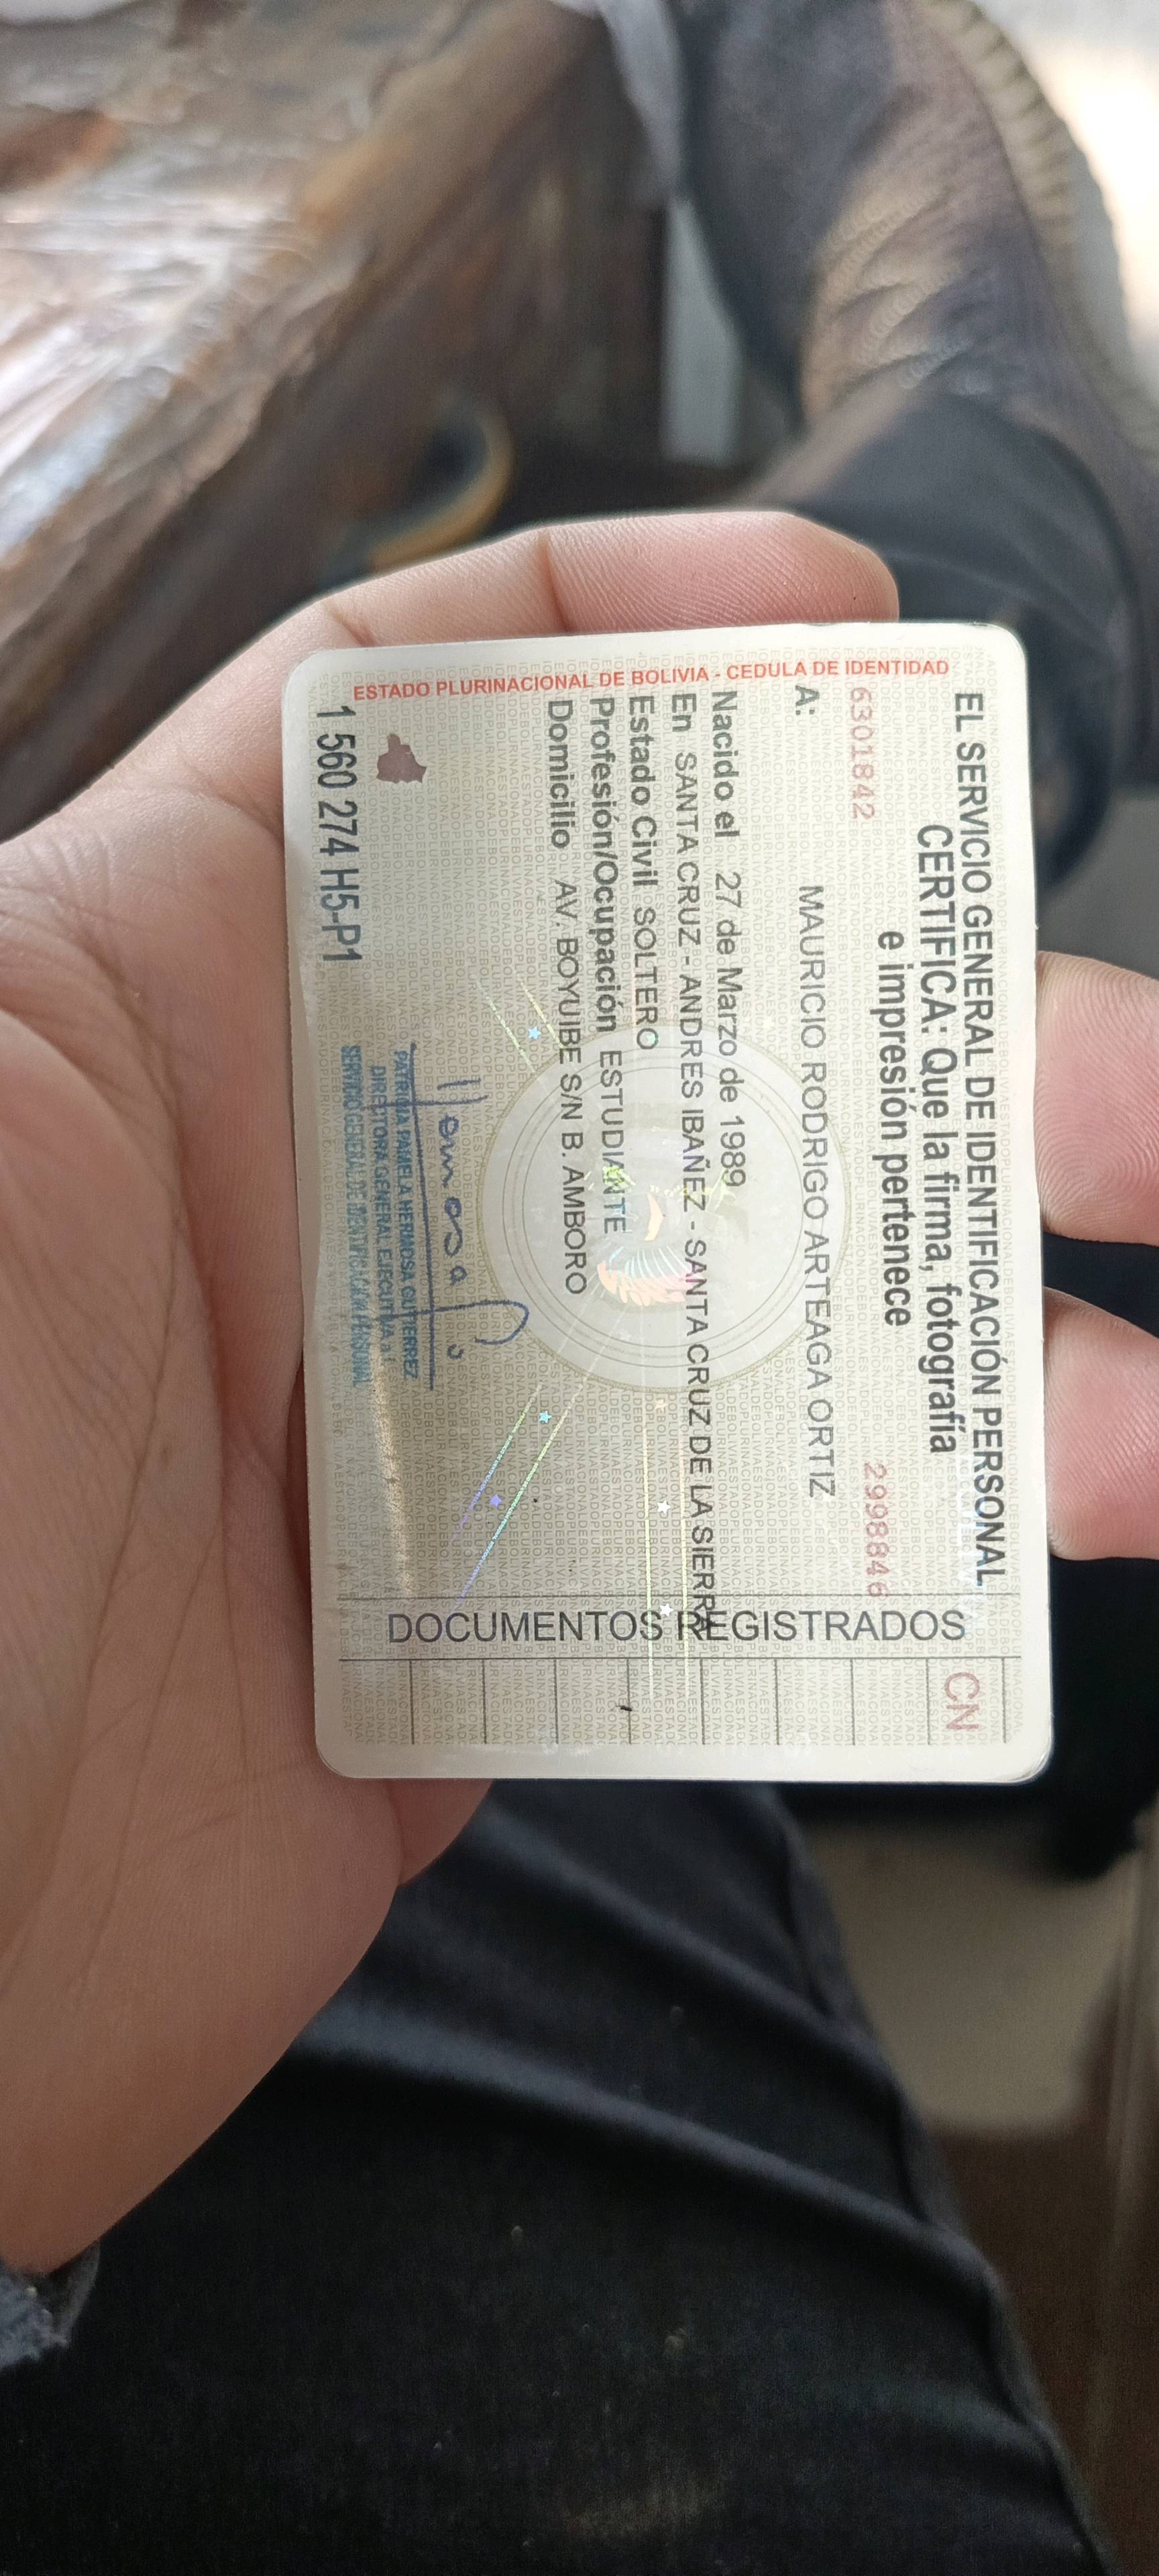 EL SERVICIO GENERAL DE IDENTIFICACIÓN PERSONAL
CERTIFICA: Que la firma, fotografía
e impresión pertenece
6301842
2998846
A: MAURICIO RODRIGO ARTEAGA ORTIZ
Nacido el 27 de Marzo de 1989
En SANTA CRUZ - ANDRES IBAÑEZ - SANTA CRUZ DE LA SIERRA
Estado Civil SOLTERO
Profesión/Ocupación ESTUDIANTE
Domicilio AV. BOYUIBE S/N B. AMBORO
PATRICIA PAMELA HERMOSA GUTIERREZ
DIRECTORA GENERAL EJECUTIVA a.i.
SERVICIO GENERAL DE IDENTIFICACION PERSONAL
1 560 274 H5-P1
ESTADO PLURINACIONAL DE BOLIVIA - CEDULA DE IDENTIDAD
DOCUMENTOS REGISTRADOS
CN